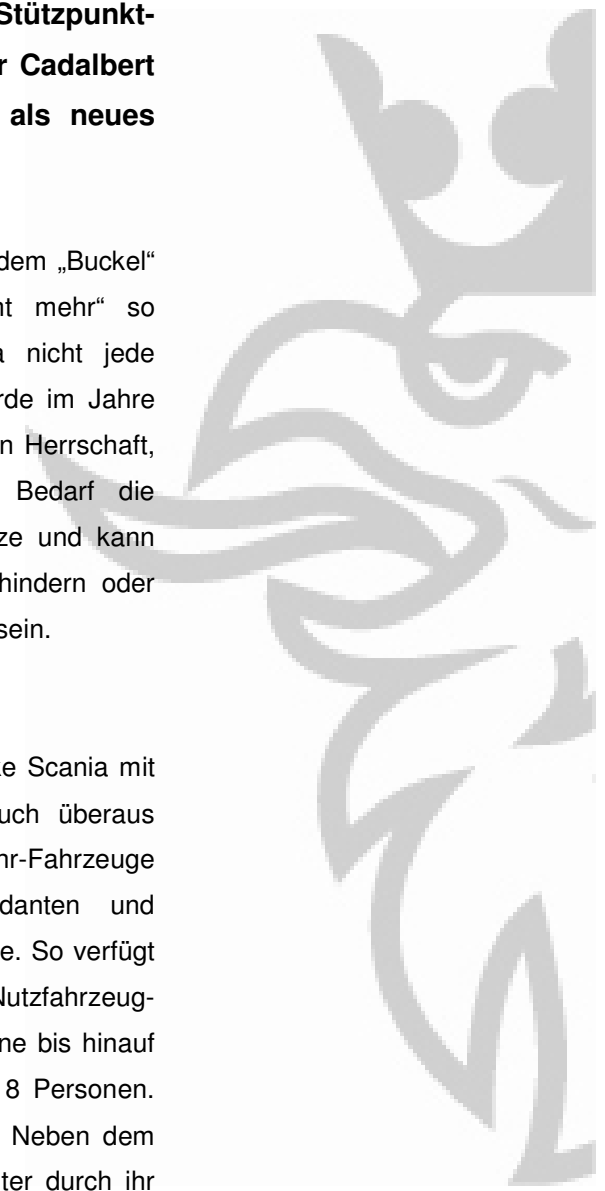 Stützpunkt-
r Cadalbert
als neues
dem „Buckel“
nt mehr“ so
a nicht jede
rde im Jahre
n Herrschaft,
Bedarf die
ze und kann
hindern oder
sein.
ke Scania mit
uch überaus
hr-Fahrzeuge
danten und
e. So verfügt
Nutzfahrzeug-
ne bis hinauf
8 Personen.
Neben dem
ter durch ihr